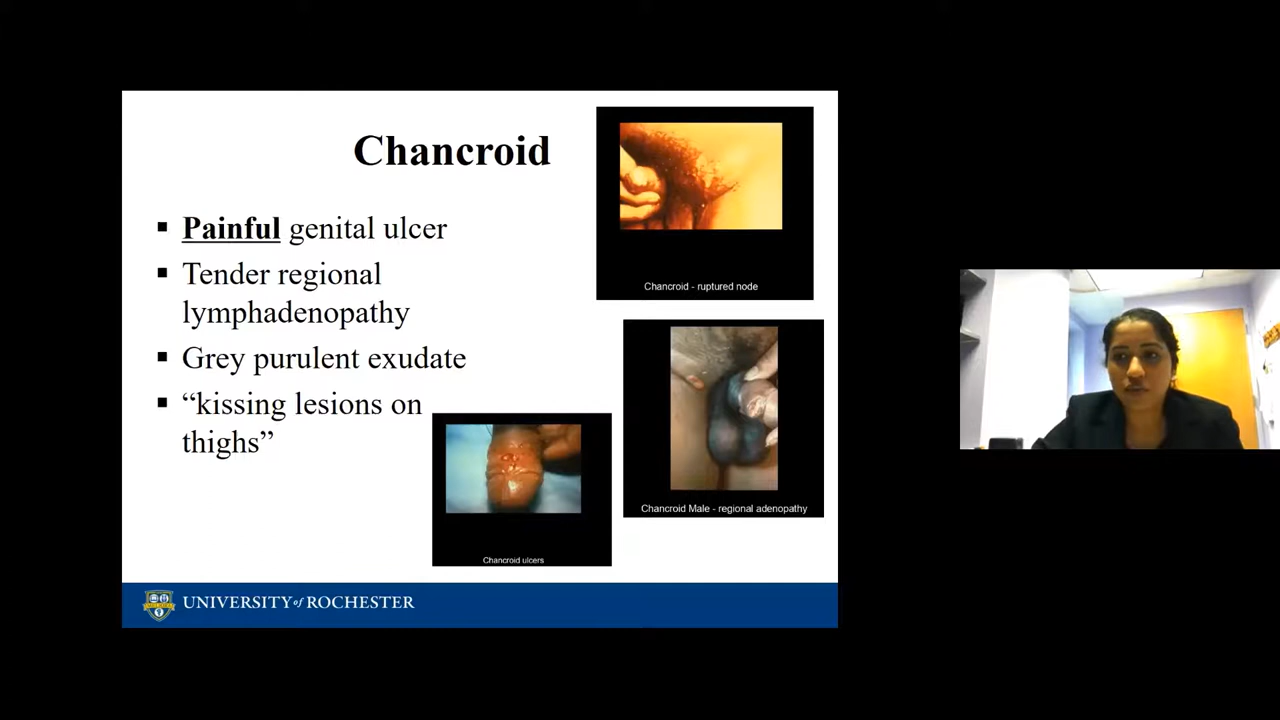 Chancroid
▪ Painful genital ulcer
▪ Tender regional
lymphadenopathy
▪ Grey purulent exudate
▪ “kissing lesions on
thighs”
Chancroid - ruptured node
Chancroid Male - regional adenopathy
Chancroid ulcers
UNIVERSITY of ROCHESTER